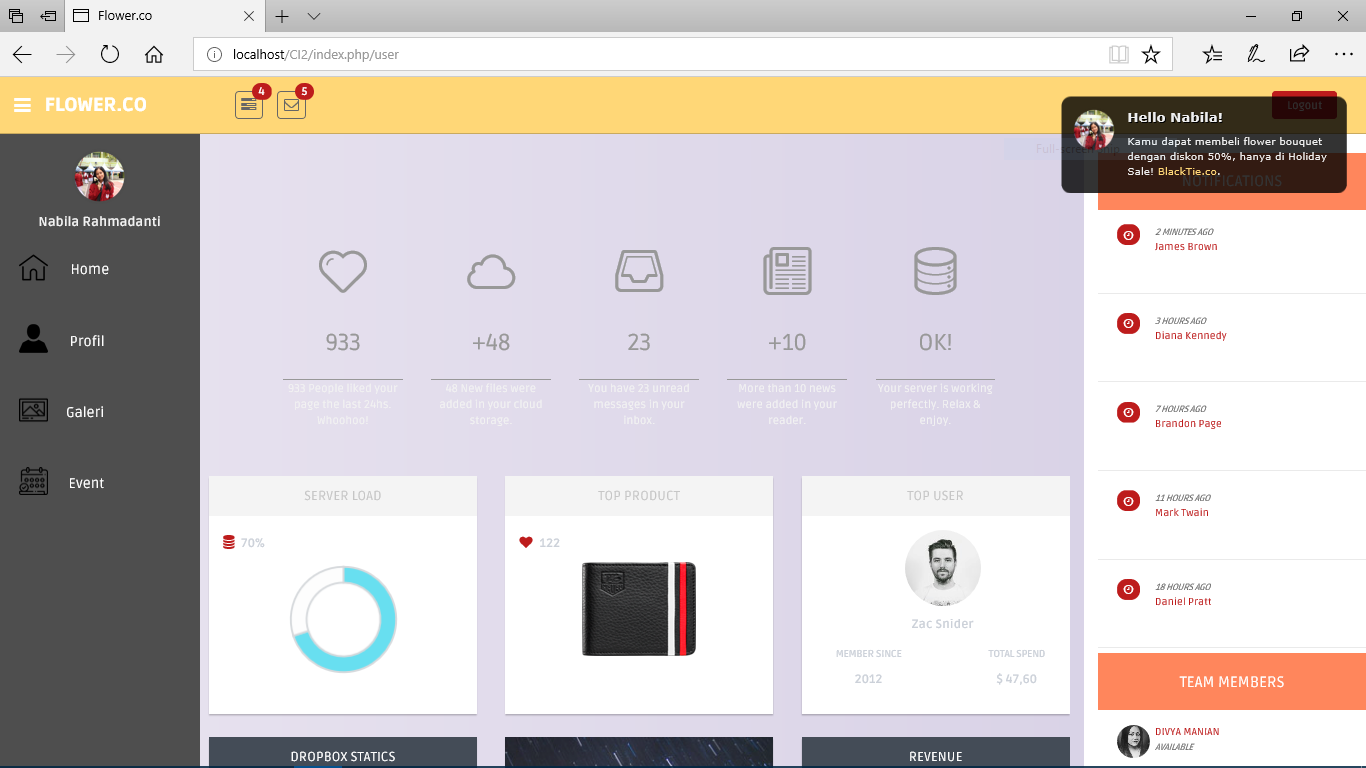 Flower.co
localhost/CI2/index.php/user
FLOWER.CO
4
5
Logout
Hello Nabila!
Kamu dapat membeli flower bouquet
dengan diskon 50%, hanya di Holiday
Sale! BlackTie.co.
Nabila Rahmadanti
Home
Profil
Galeri
Event
933
+48
23
+10
OK!
933 People liked your
page the last 24hs.
Whoohoo!
48 New files were
added in your cloud
storage.
You have 23 unread
messages in your
inbox.
More than 10 news
were added in your
reader.
Your server is working
perfectly. Relax &
enjoy.
SERVER LOAD
70%
TOP PRODUCT
122
TOP USER
Zac Snider
MEMBER SINCE
TOTAL SPEND
2012
$ 47,60
DROPBOX STATICS
REVENUE
NOTIFICATIONS
2 MINUTES AGO
James Brown
3 HOURS AGO
Diana Kennedy
7 HOURS AGO
Brandon Page
11 HOURS AGO
Mark Twain
18 HOURS AGO
Daniel Pratt
TEAM MEMBERS
DIVYA MANIAN
AVAILABLE